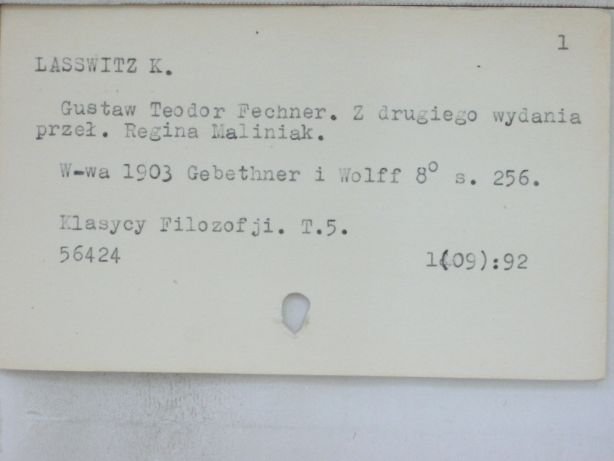 1
LASSWITZ K.
Gustaw Teodor Fechner. Z drugiego wydania
przeł. Regina Maliniak.
W-wa 1903 Gebethner i Wolff 8° s. 256.
Klasycy Filozofji. T.5.
56424 1(09):92